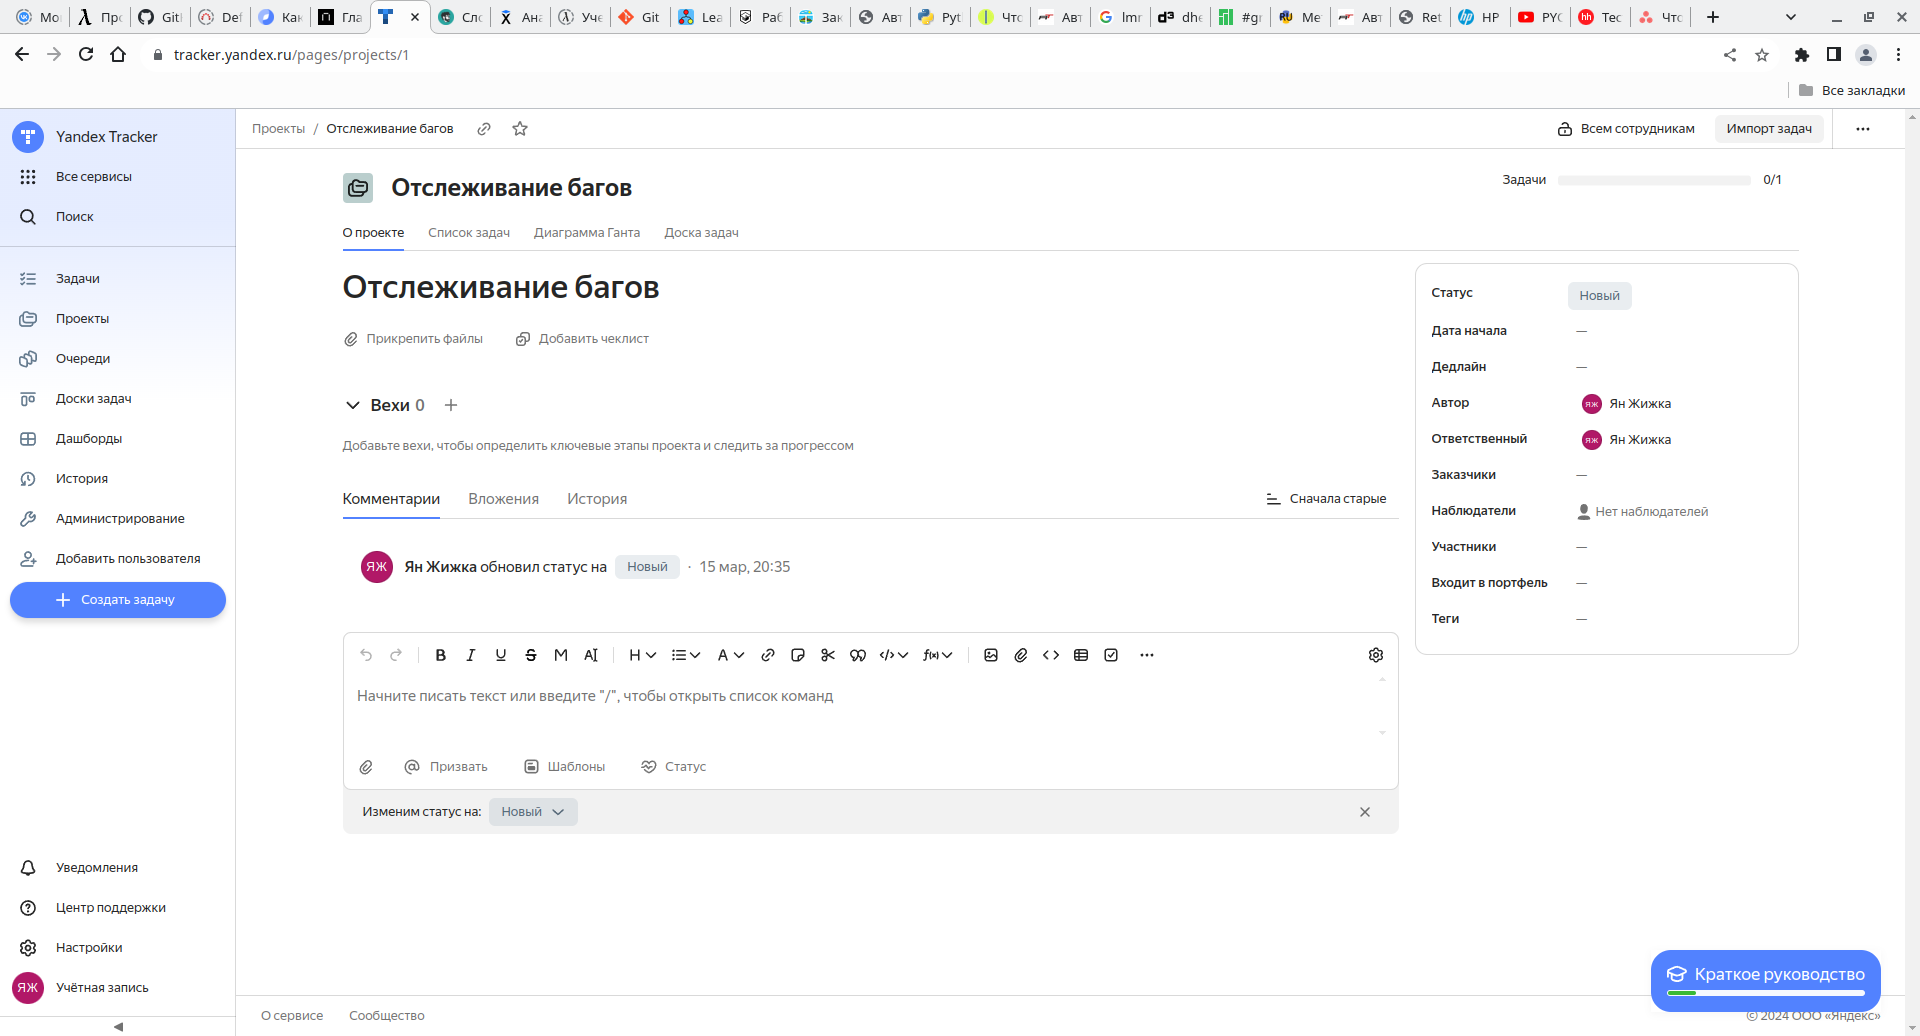 Мо
Пр
Git
Def
Как
Гла
Сло
Ана
Уче
Git
Lea
Раб
Зак
Авт
Pyt
Что
Авт
lmr
dhe
#gr
Ме
Авт
Ret
HP
PYC
Тес
Что
tracker.yandex.ru/pages/projects/1
Все закладки
Yandex Tracker
Все сервисы
Поиск
Задачи
Проекты
Очереди
Доски задач
Дашборды
История
Администрирование
Добавить пользователя
Создать задачу
Уведомления
Центр поддержки
Настройки
ЯЖ Учётная запись
Проекты / Отслеживание багов
Всем сотрудникам
Импорт задач
Отслеживание багов
Задачи 0/1
О проекте Список задач Диаграмма Ганта Доска задач
Отслеживание багов
Прикрепить файлы Добавить чеклист
Вехи 0
Добавьте вехи, чтобы определить ключевые этапы проекта и следить за прогрессом
Комментарии Вложения История Сначала старые
ЯЖ Ян Жижка обновил статус на Новый · 15 мар, 20:35
Начните писать текст или введите "/", чтобы открыть список команд
Призвать Шаблоны Статус
Изменим статус на: Новый
Статус Новый
Дата начала —
Дедлайн —
Автор ЯЖ Ян Жижка
Ответственный ЯЖ Ян Жижка
Заказчики —
Наблюдатели Нет наблюдателей
Участники —
Входит в портфель —
Теги —
Краткое руководство
О сервисе Сообщество
© 2024 ООО «Яндекс»